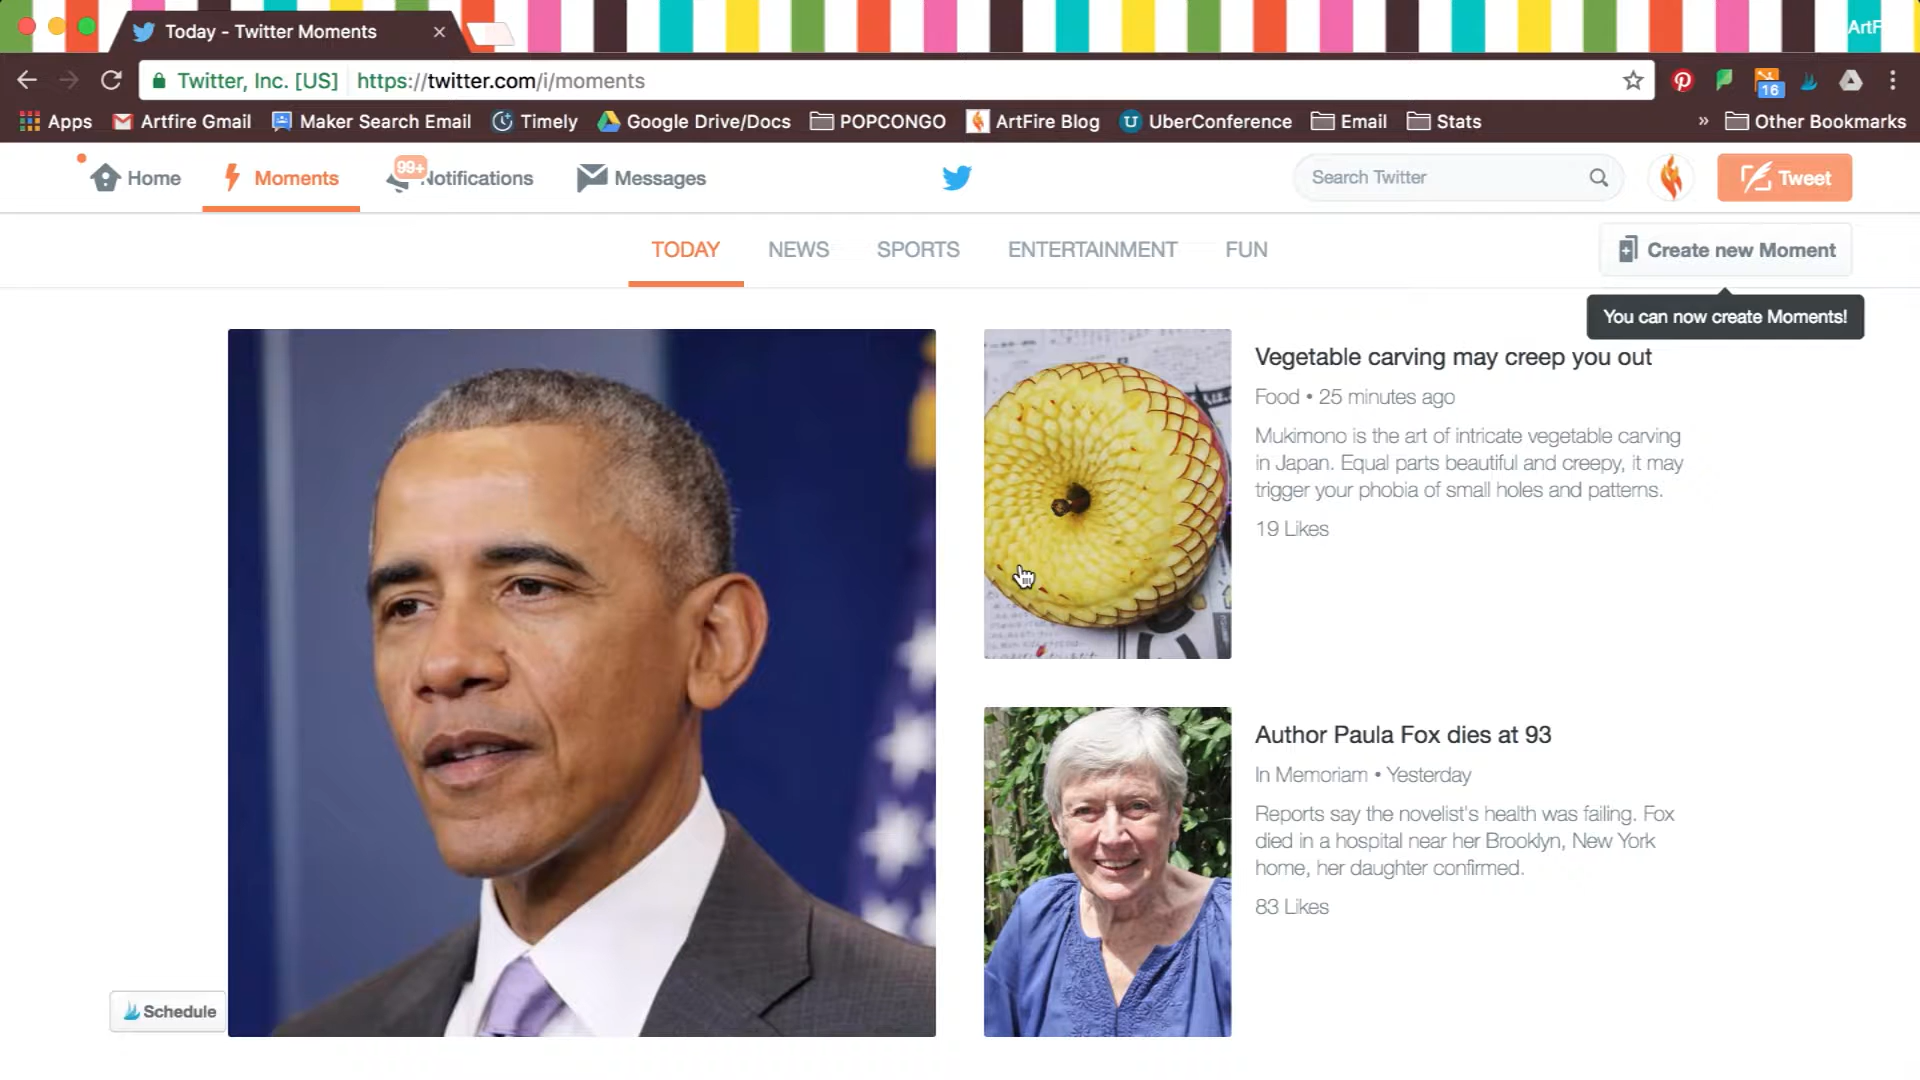 Today - Twitter Moments
ArtF
Twitter, Inc. [US] https://twitter.com/i/moments
16
Apps Artfire Gmail Maker Search Email Timely Google Drive/Docs POPCONGO ArtFire Blog UberConference Email Stats » Other Bookmarks
Home Moments 99+ Notifications Messages Search Twitter Tweet
TODAY NEWS SPORTS ENTERTAINMENT FUN Create new Moment
You can now create Moments!
Vegetable carving may creep you out
Food • 25 minutes ago
Mukimono is the art of intricate vegetable carving
in Japan. Equal parts beautiful and creepy, it may
trigger your phobia of small holes and patterns.
19 Likes
Author Paula Fox dies at 93
In Memoriam • Yesterday
Reports say the novelist's health was failing. Fox
died in a hospital near her Brooklyn, New York
home, her daughter confirmed.
83 Likes
Schedule